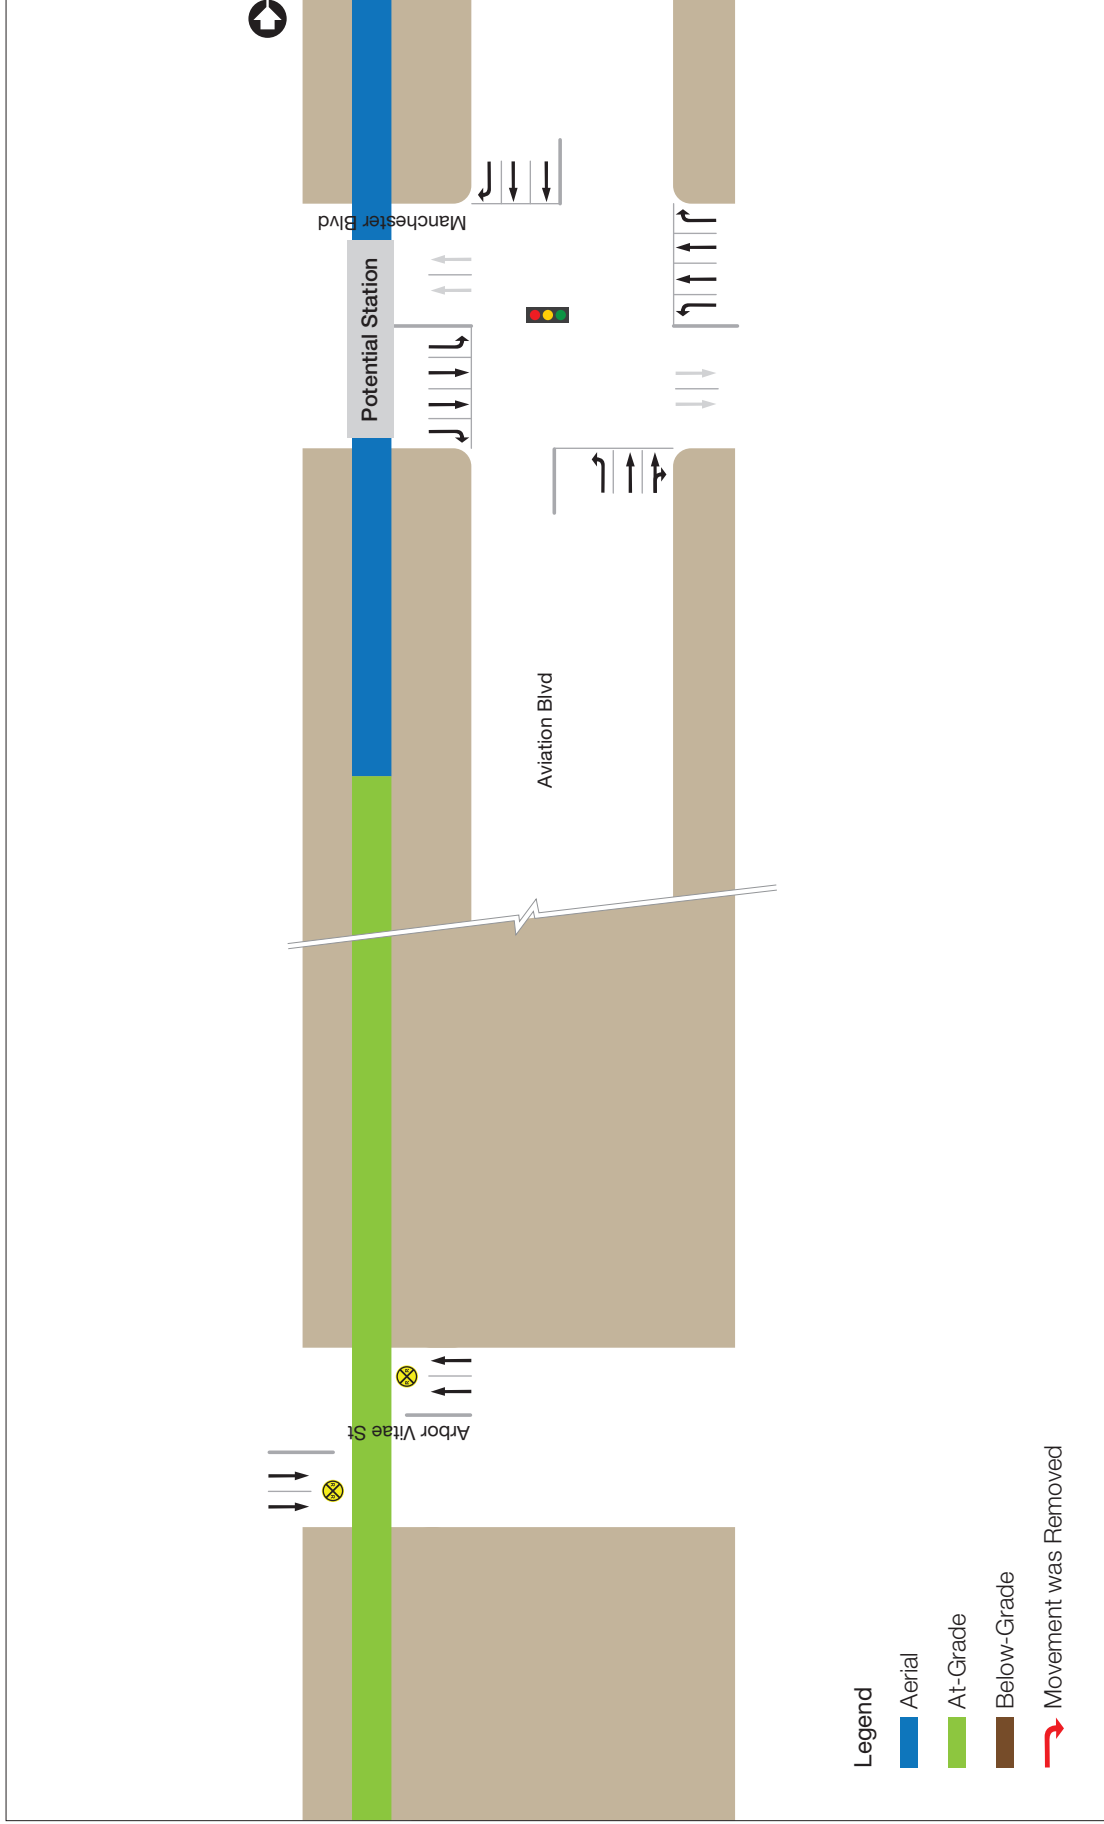 Manchester Blvd
Potential Station
Aviation Blvd
Arbor Vitae St
R R
R R
Legend
Aerial
At-Grade
Below-Grade
Movement was Removed